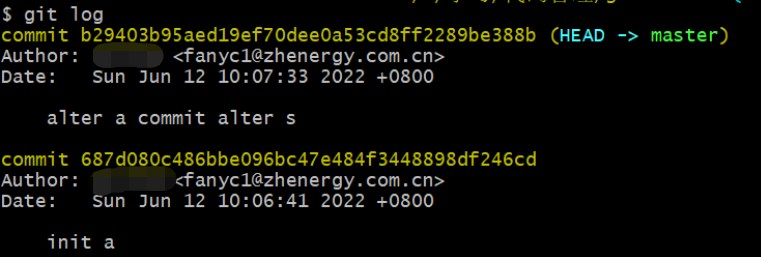 $ git log
commit b29403b95aed19ef70dee0a53cd8ff2289be388b (HEAD -> master)
Author: <fanyc1@zhenergy.com.cn>
Date:   Sun Jun 12 10:07:33 2022 +0800
alter a commit alter s
commit 687d080c486bbe096bc47e484f3448898df246cd
Author: <fanyc1@zhenergy.com.cn>
Date:   Sun Jun 12 10:06:41 2022 +0800
init a